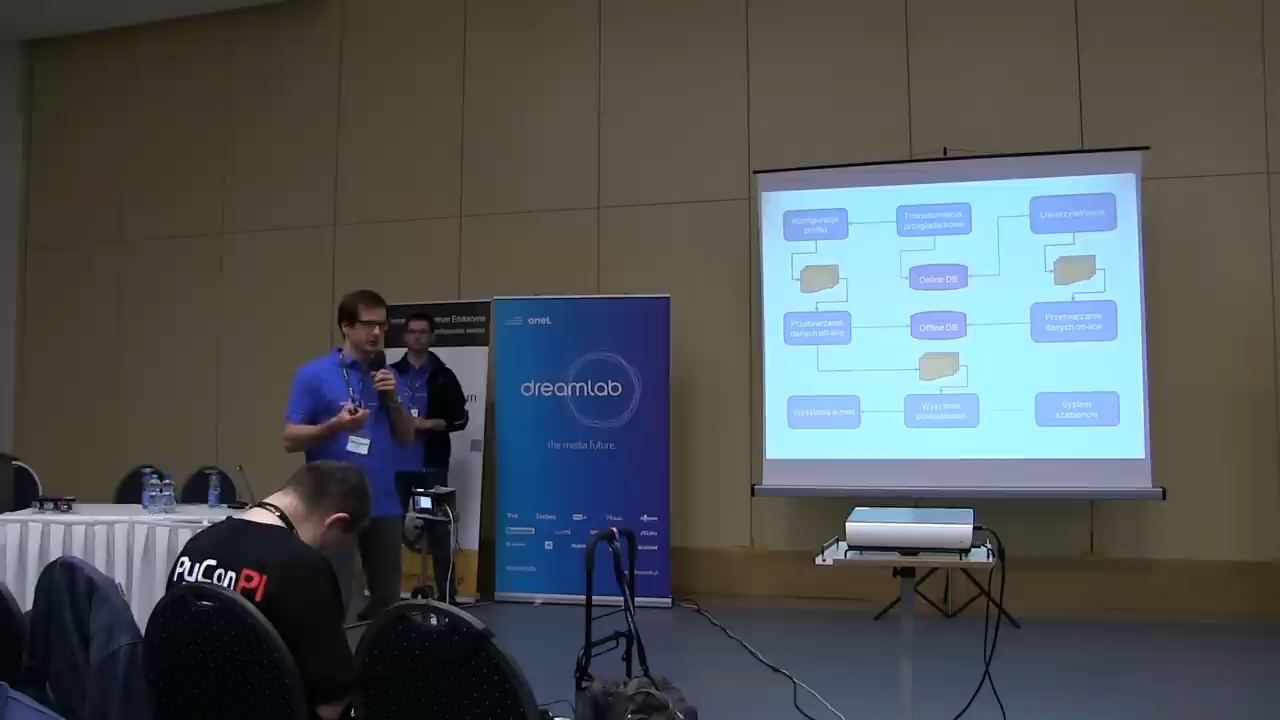 Konfiguracja
profilu
Powiadomienia
przeglądarkowe
Uwierzytelnianie
Online DB
Przetwarzanie
danych off-line
Offline DB
Przetwarzanie
danych on-line
Wysyłanie e-maili
Wysyłanie
powiadomień
System
szablonów
onet.
dreamlab
the media future.
PyConPl